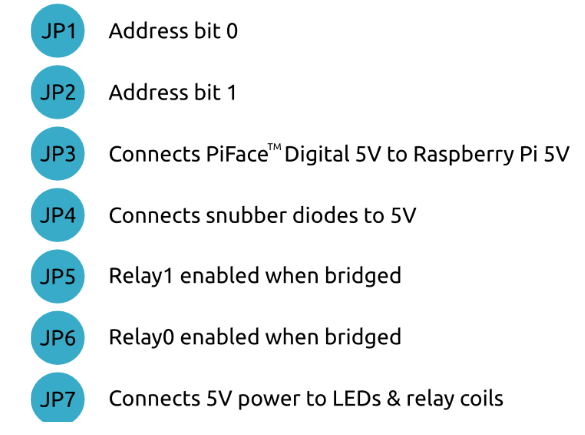 JP1 Address bit 0
JP2 Address bit 1
JP3 Connects PiFace™ Digital 5V to Raspberry Pi 5V
JP4 Connects snubber diodes to 5V
JP5 Relay1 enabled when bridged
JP6 Relay0 enabled when bridged
JP7 Connects 5V power to LEDs & relay coils